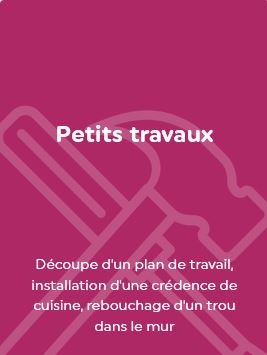 Petits travaux
Découpe d'un plan de travail,
installation d'une crédence de
cuisine, rebouchage d'un trou
dans le mur